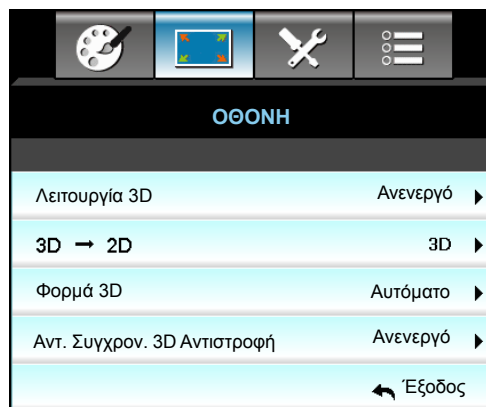 ΟΘΟΝΗ
Λειτουργία 3D Ανενεργό
3D → 2D 3D
Φορμά 3D Αυτόματο
Αντ. Συγχρον. 3D Αντιστροφή Ανενεργό
Έξοδος